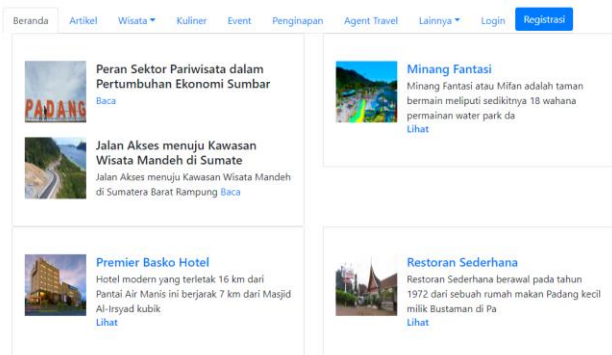 Beranda Artikel Wisata Kuliner Event Penginapan Agent Travel Lainnya Login Registrasi
PADANG
Peran Sektor Pariwisata dalam
Pertumbuhan Ekonomi Sumbar
Baca
Jalan Akses menuju Kawasan
Wisata Mandeh di Sumate
Jalan Akses menuju Kawasan Wisata Mandeh
di Sumatera Barat Rampung Baca
Minang Fantasi
Minang Fantasi atau Mifan adalah taman
bermain meliputi sedikitnya 18 wahana
permainan water park da
Lihat
Premier Basko Hotel
Hotel modern yang terletak 16 km dari
Pantai Air Manis ini berjarak 7 km dari Masjid
Al-Irsyad kubik
Lihat
Restoran Sederhana
Restoran Sederhana berawal pada tahun
1972 dari sebuah rumah makan Padang kecil
milik Bustaman di Pa
Lihat